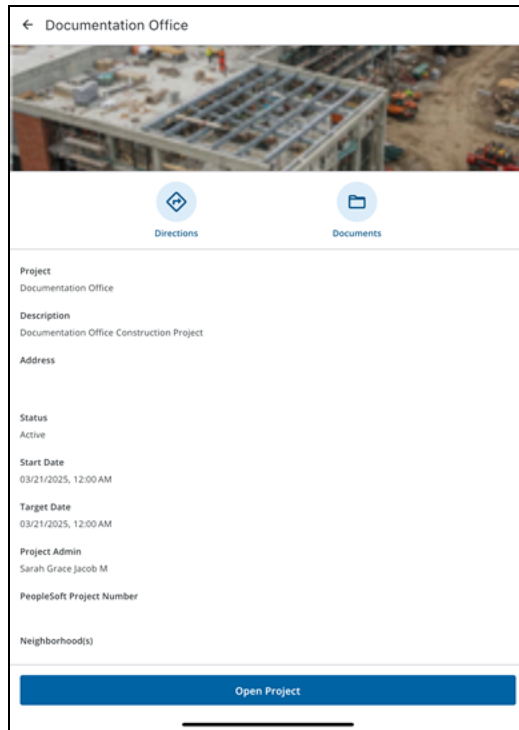 Documentation Office
Directions
Documents
Project
Documentation Office
Description
Documentation Office Construction Project
Address
Status
Active
Start Date
03/21/2025, 12:00 AM
Target Date
03/21/2025, 12:00 AM
Project Admin
Sarah Grace Jacob M
PeopleSoft Project Number
Neighborhood(s)
Open Project